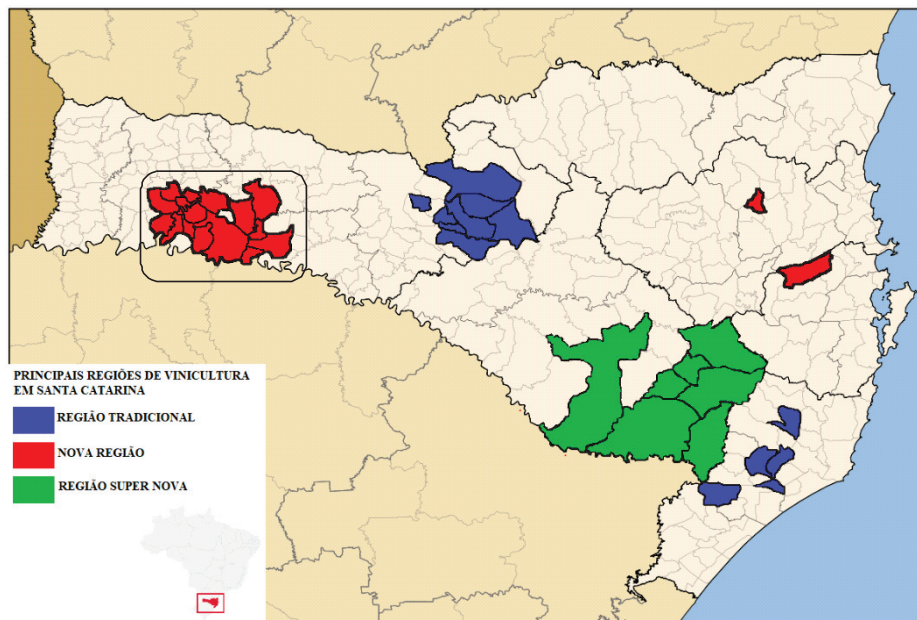 PRINCIPAIS REGIÕES DE VINICULTURA
EM SANTA CATARINA
REGIÃO TRADICIONAL
NOVA REGIÃO
REGIÃO SUPER NOVA